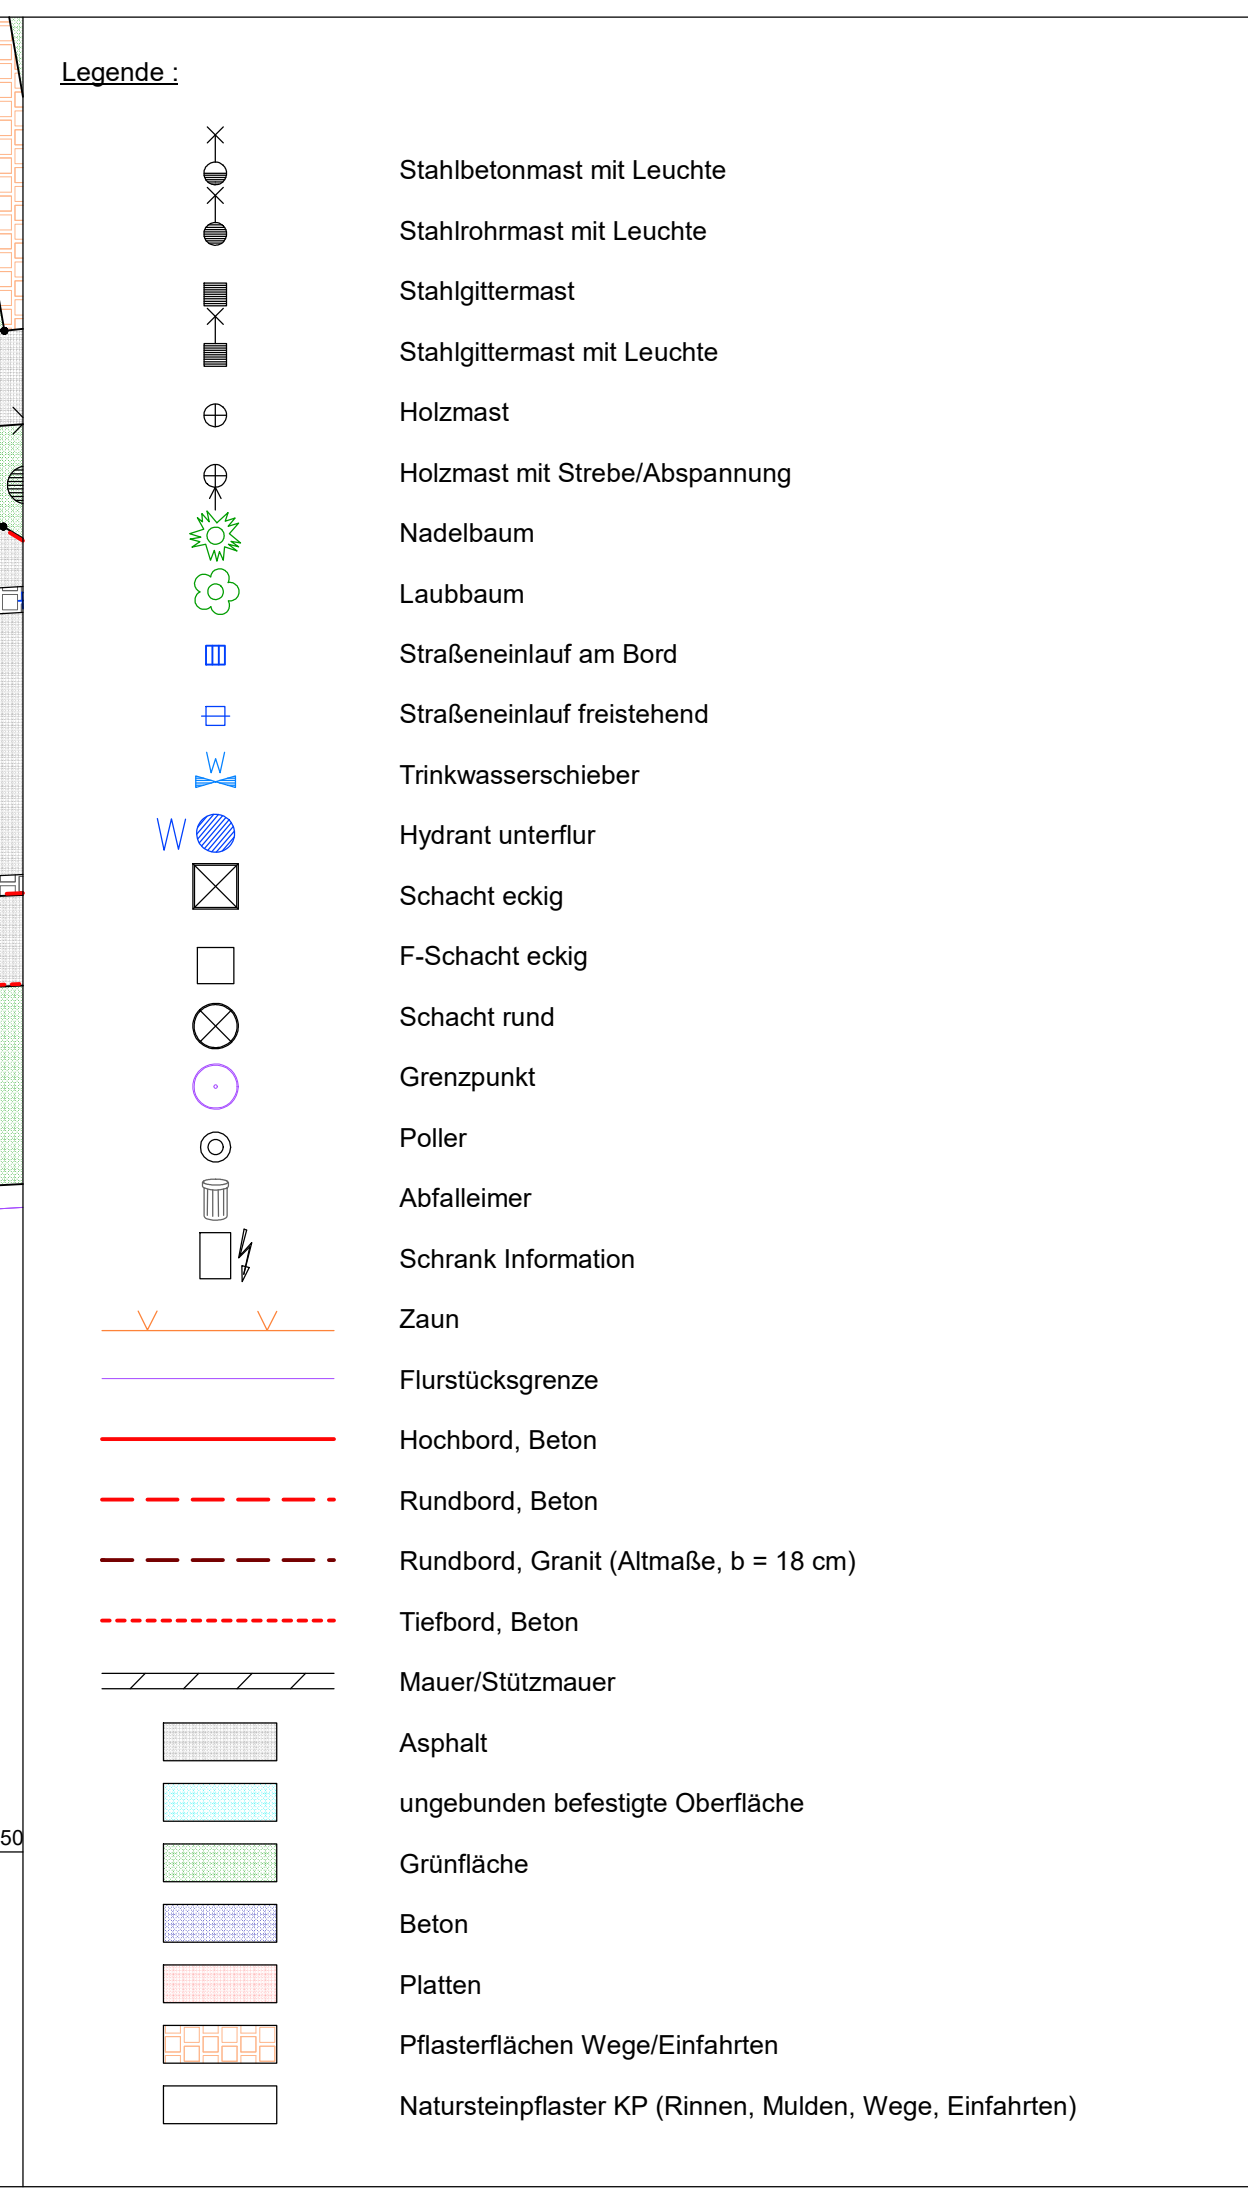 Legende :
Stahlbetonmast mit Leuchte
Stahlrohrmast mit Leuchte
Stahlgittermast
Stahlgittermast mit Leuchte
Holzmast
Holzmast mit Strebe/Abspannung
Nadelbaum
Laubbaum
Straßeneinlauf am Bord
Straßeneinlauf freistehend
W
Trinkwasserschieber
W
Hydrant unterflur
Schacht eckig
F-Schacht eckig
Schacht rund
Grenzpunkt
Poller
Abfalleimer
Schrank Information
Zaun
Flurstücksgrenze
Hochbord, Beton
Rundbord, Beton
Rundbord, Granit (Altmaße, b = 18 cm)
Tiefbord, Beton
Mauer/Stützmauer
Asphalt
ungebunden befestigte Oberfläche
50
Grünfläche
Beton
Platten
Pflasterflächen Wege/Einfahrten
Natursteinpflaster KP (Rinnen, Mulden, Wege, Einfahrten)